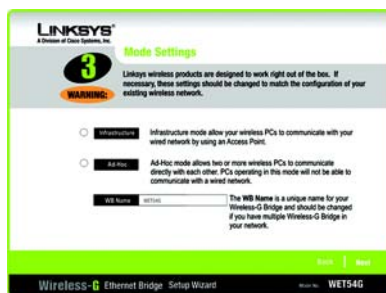 LINKSYS®
A Division of Cisco Systems, Inc.
3
Mode Settings
WARNING:
Linksys wireless products are designed to work right out of the box. If
necessary, these settings should be changed to match the configuration of your
existing wireless network.
Infrastructure
Infrastructure mode allow your wireless PCs to communicate with your
wired network by using an Access Point.
Ad-Hoc
Ad-Hoc mode allows two or more wireless PCs to communicate
directly with each other. PCs operating in this mode will not be able to
communicate with a wired network.
WB Name
WET54G
The WB Name is a unique name for your
Wireless-G Bridge and should be changed
if you have multiple Wireless-G Bridge in
your network.
Back
Next
Wireless-G Ethernet Bridge Setup Wizard
Model No. WET54G